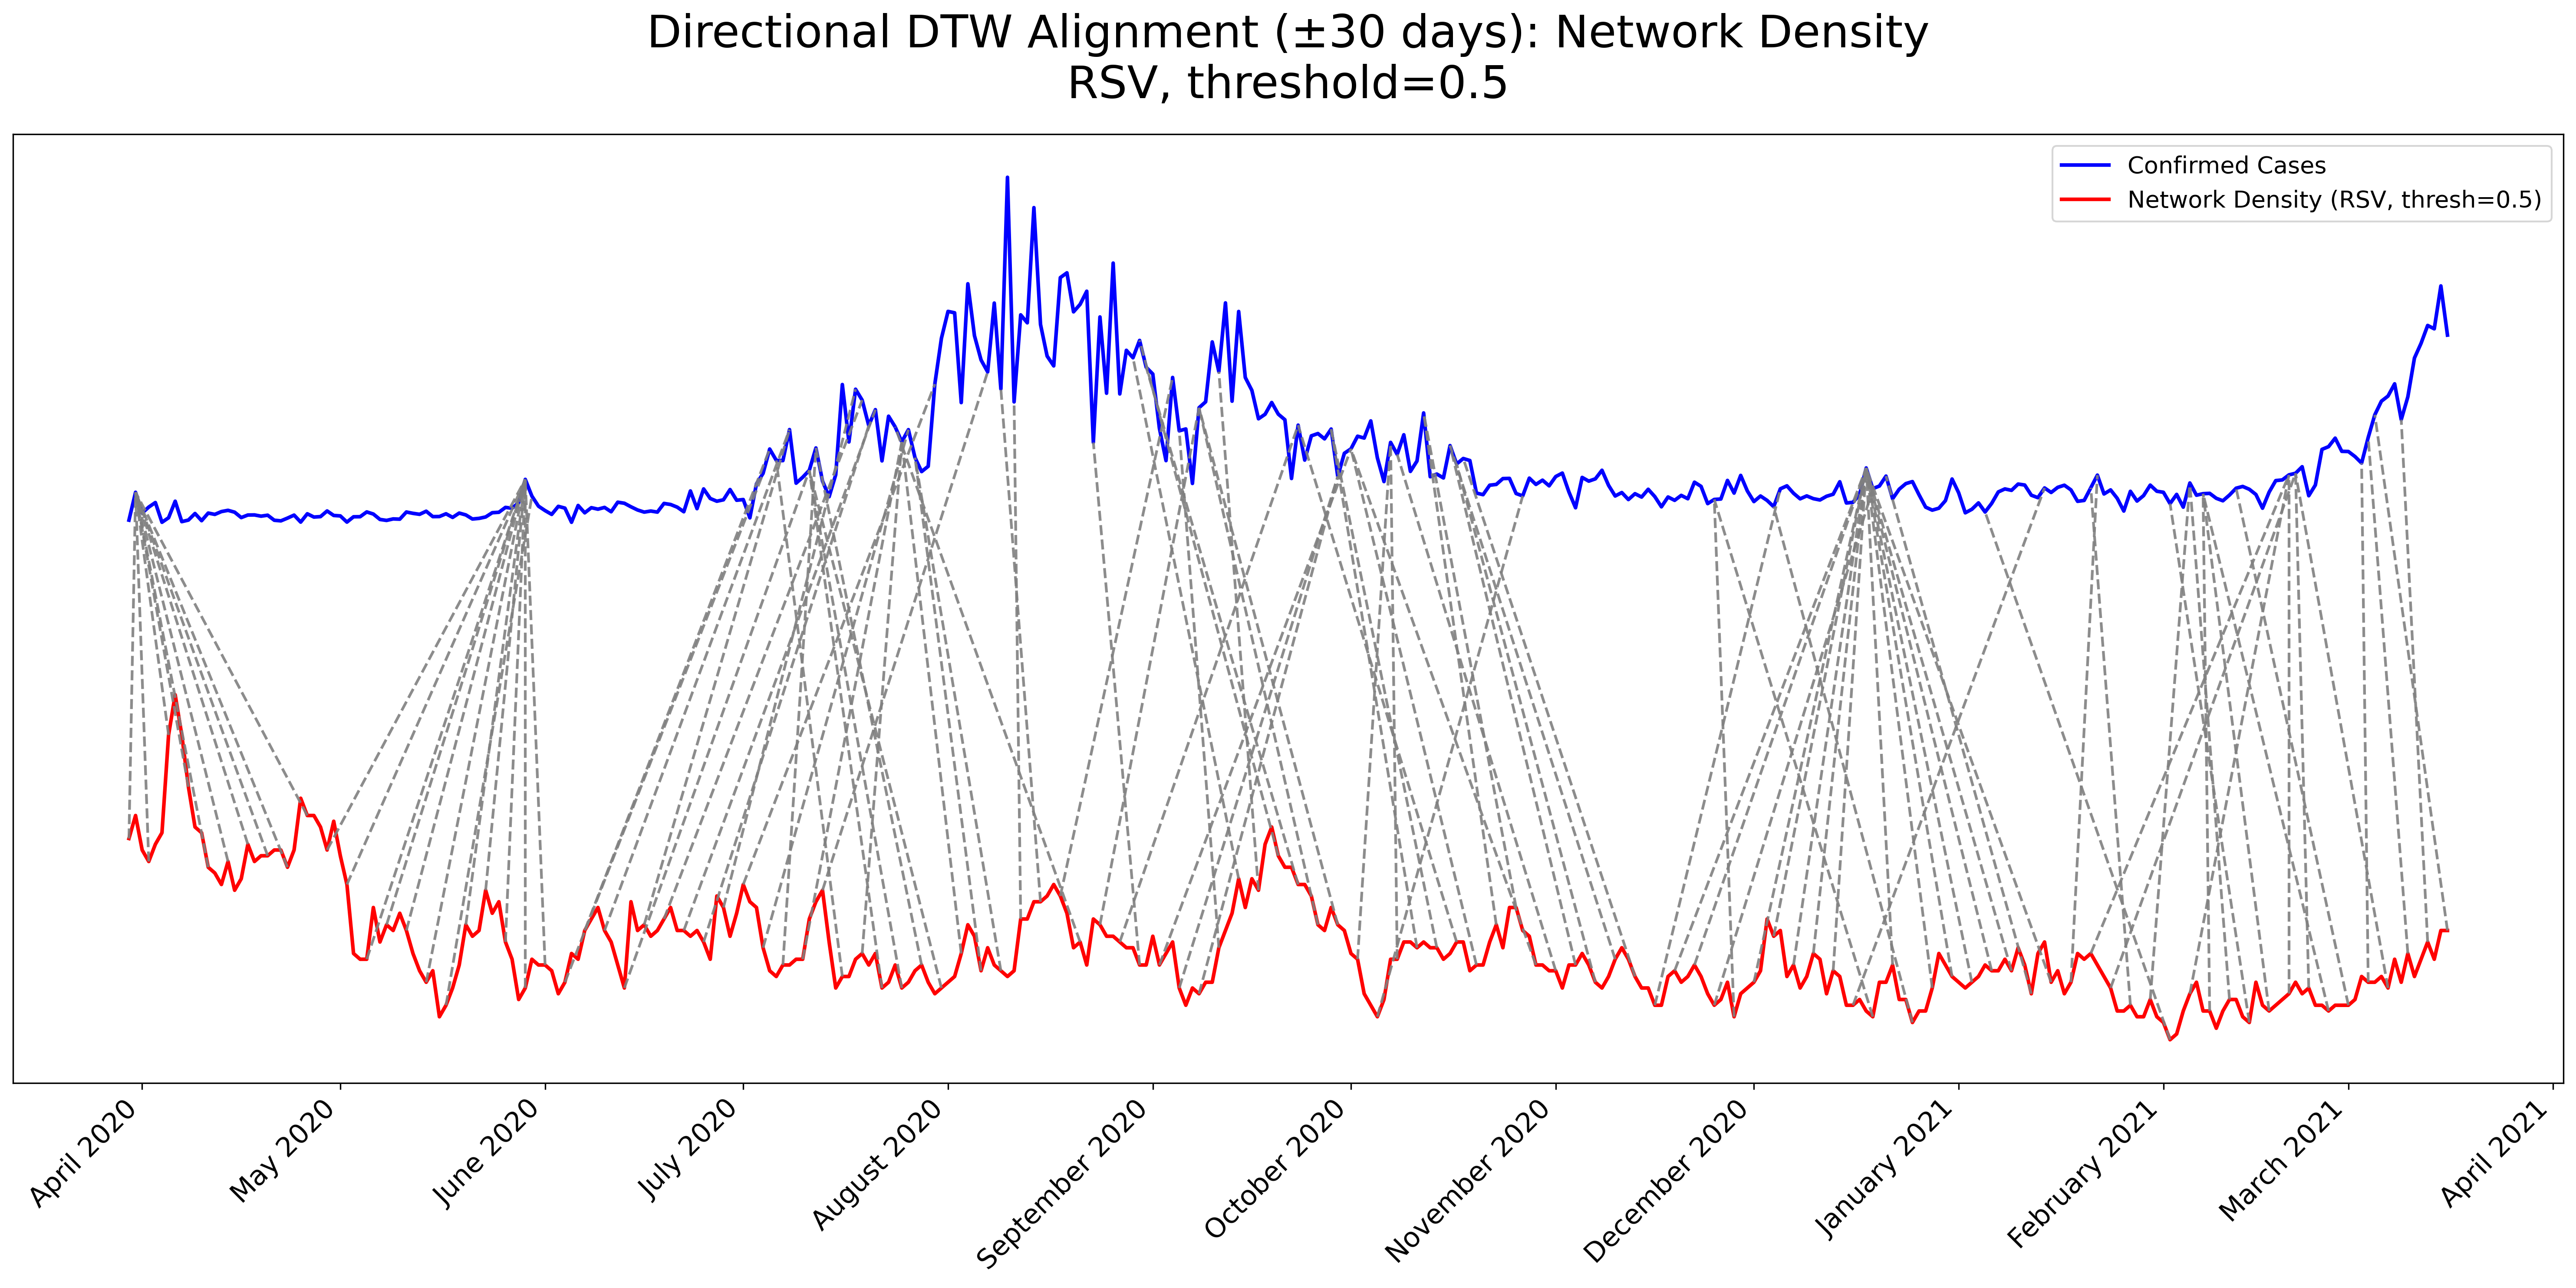 Directional DTW Alignment (±30 days): Network Density
RSV, threshold=0.5
Confirmed Cases
Network Density (RSV, thresh=0.5)
April 2020
May 2020
June 2020
July 2020
August 2020
September 2020
October 2020
November 2020
December 2020
January 2021
February 2021
March 2021
April 2021